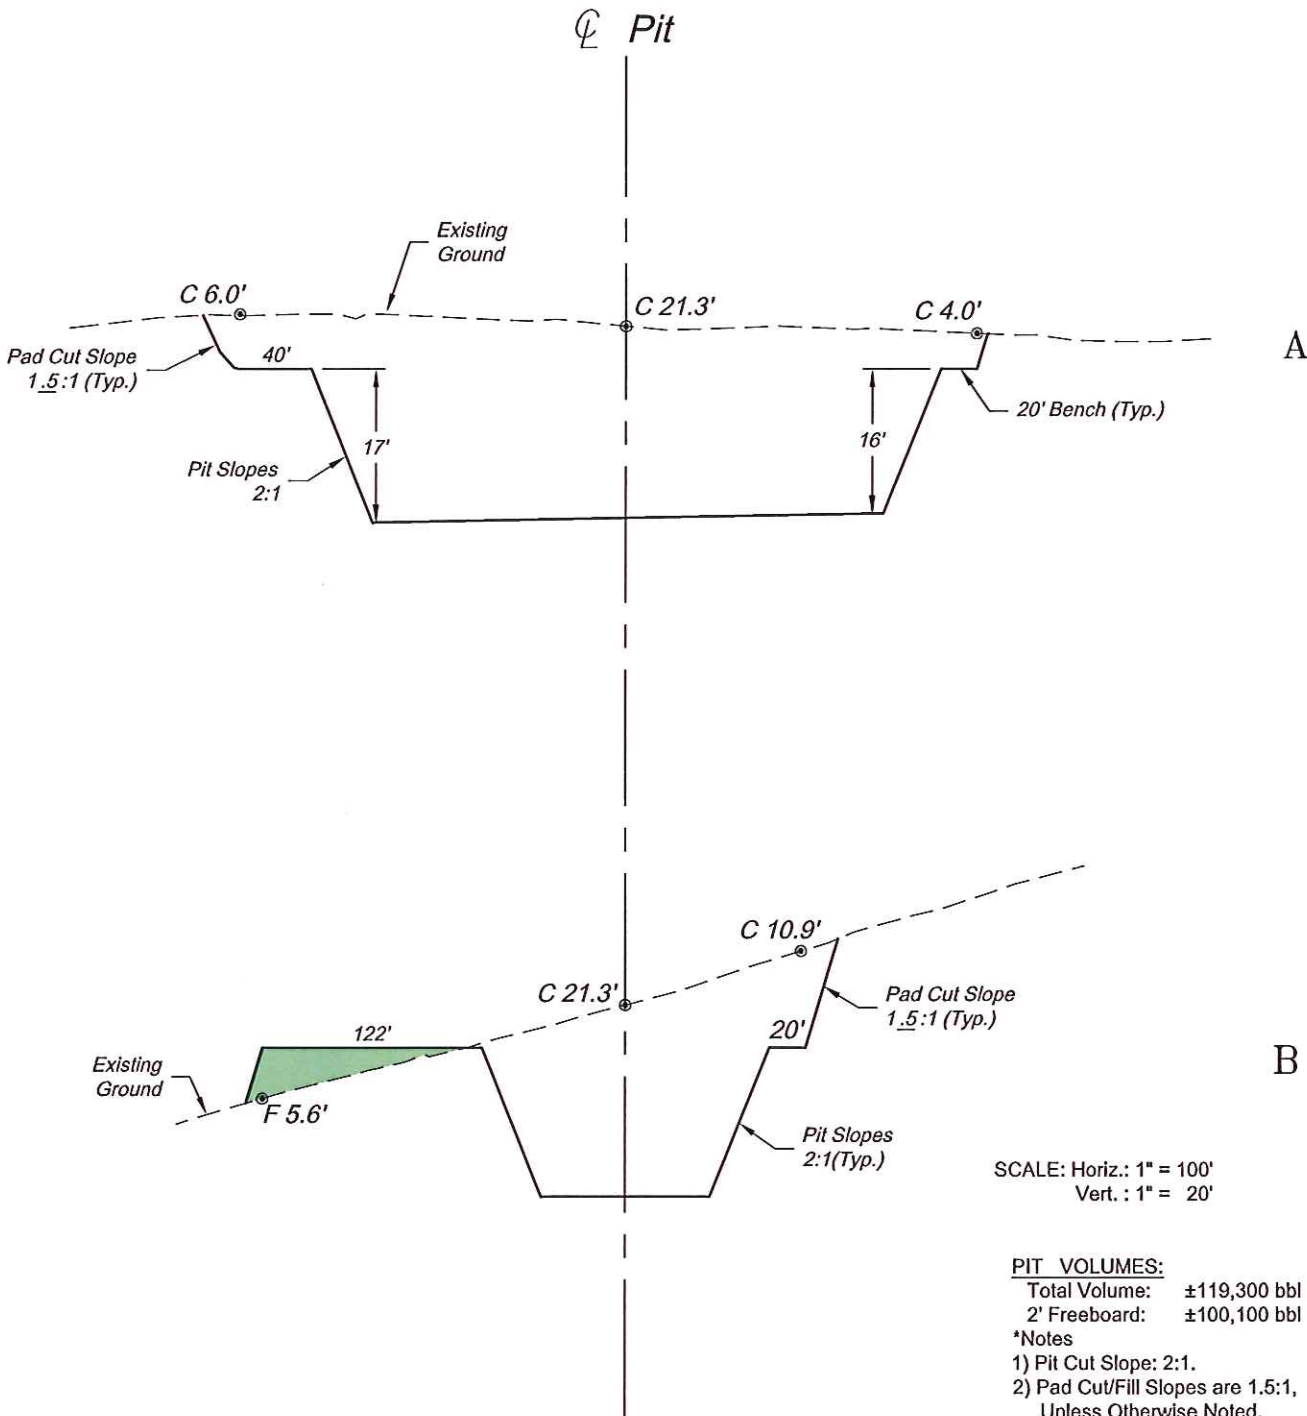 ℄ Pit
Existing
Ground
C 6.0'
C 21.3'
C 4.0'
A
Pad Cut Slope
1.5:1 (Typ.)
40'
20' Bench (Typ.)
17'
16'
Pit Slopes
2:1
C 10.9'
C 21.3'
Pad Cut Slope
1.5:1 (Typ.)
122'
20'
Existing
Ground
B
F 5.6'
Pit Slopes
2:1(Typ.)
SCALE: Horiz.: 1" = 100'
Vert. : 1" = 20'
PIT VOLUMES:
Total Volume: ±119,300 bbl
2' Freeboard: ±100,100 bbl
*Notes
1) Pit Cut Slope: 2:1.
2) Pad Cut/Fill Slopes are 1.5:1,
Unless Otherwise Noted.